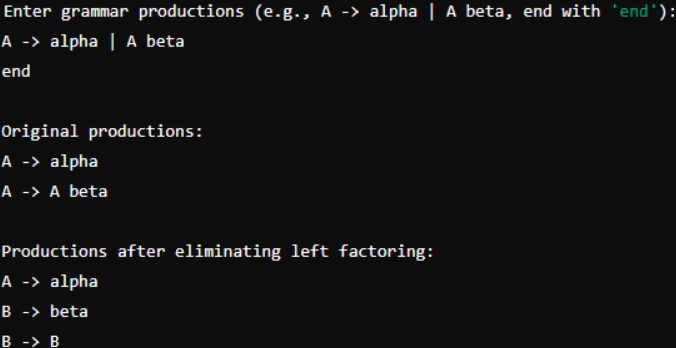 Enter grammar productions (e.g., A -> alpha | A beta, end with 'end'):
A -> alpha | A beta
end
Original productions:
A -> alpha
A -> A beta
Productions after eliminating left factoring:
A -> alpha
B -> beta
B -> B